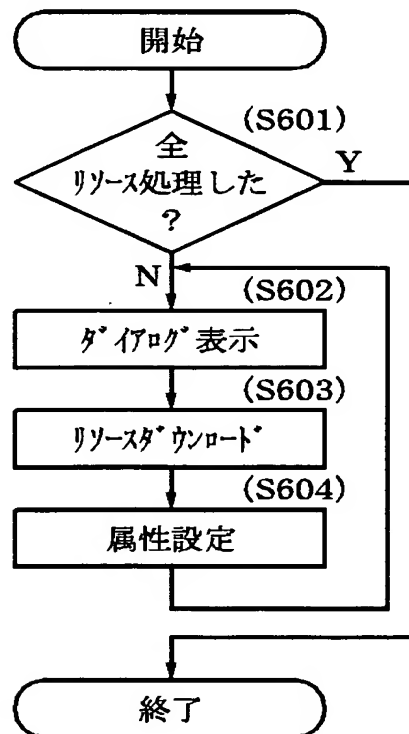 開始
(S601)
全
ﾘｿｰｽ処理した
?
Y
N
(S602)
ﾀﾞｲｱﾛｸﾞ表示
(S603)
ﾘｿｰｽﾀﾞｳﾝﾛｰﾄﾞ
(S604)
属性設定
終了